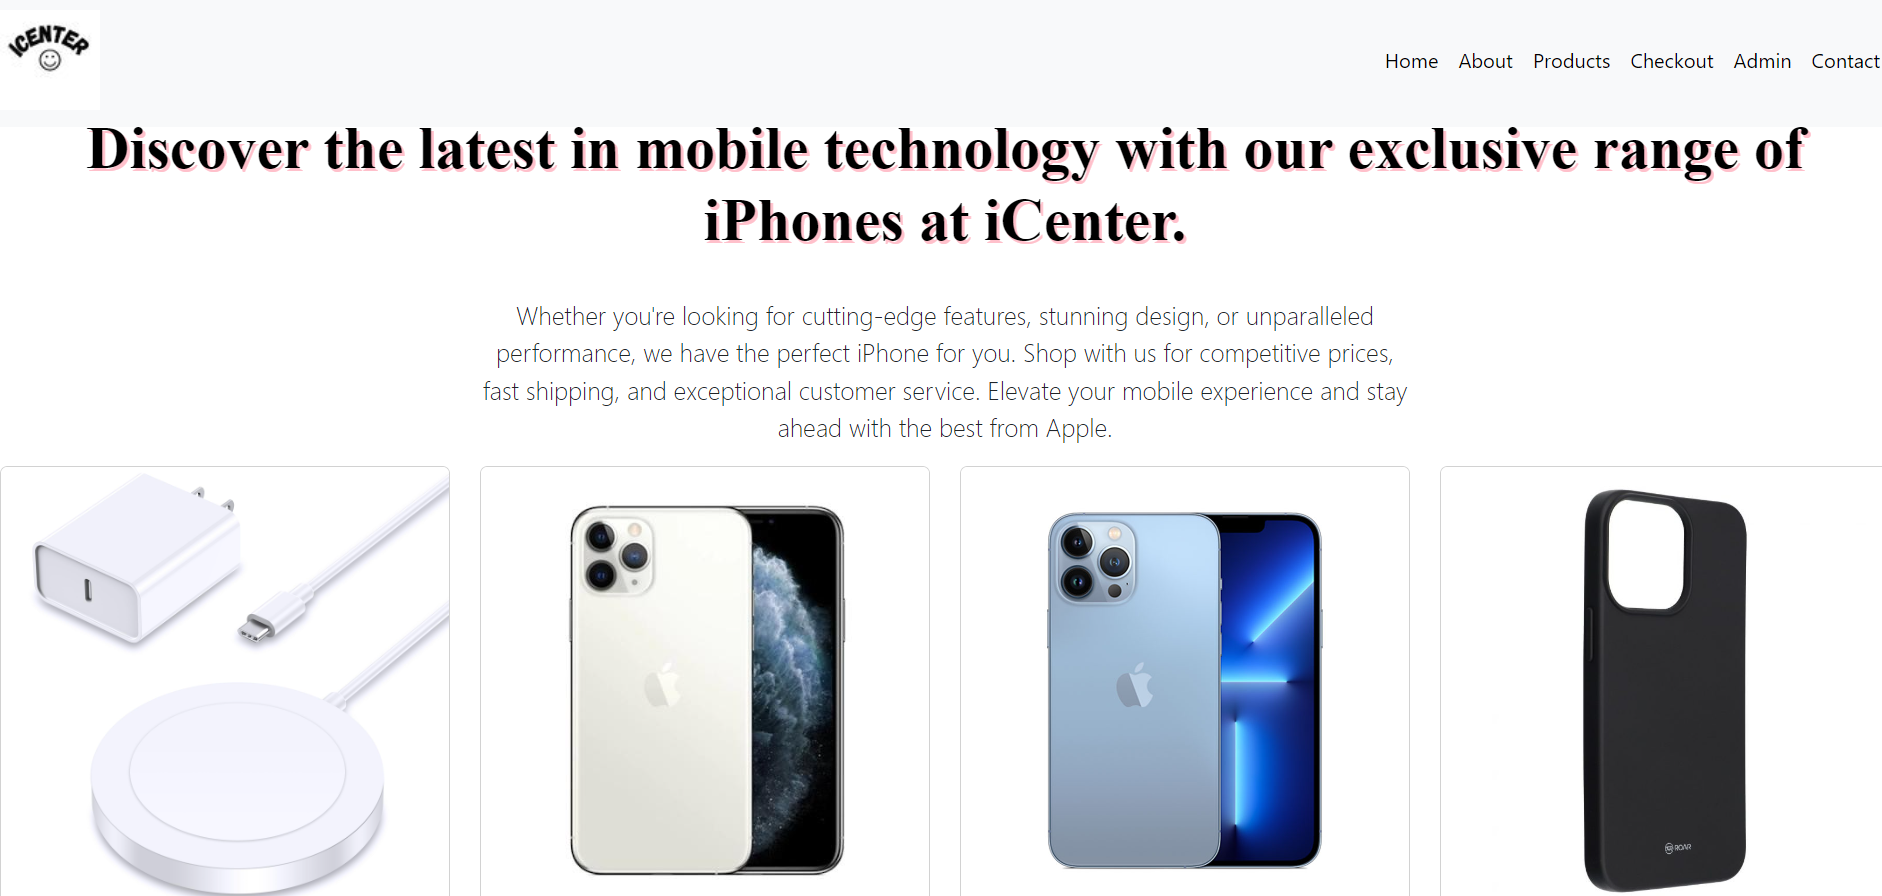 ICENTER
Home About Products Checkout Admin Contact
Discover the latest in mobile technology with our exclusive range of
iPhones at iCenter.
Whether you're looking for cutting-edge features, stunning design, or unparalleled
performance, we have the perfect iPhone for you. Shop with us for competitive prices,
fast shipping, and exceptional customer service. Elevate your mobile experience and stay
ahead with the best from Apple.
ROAR